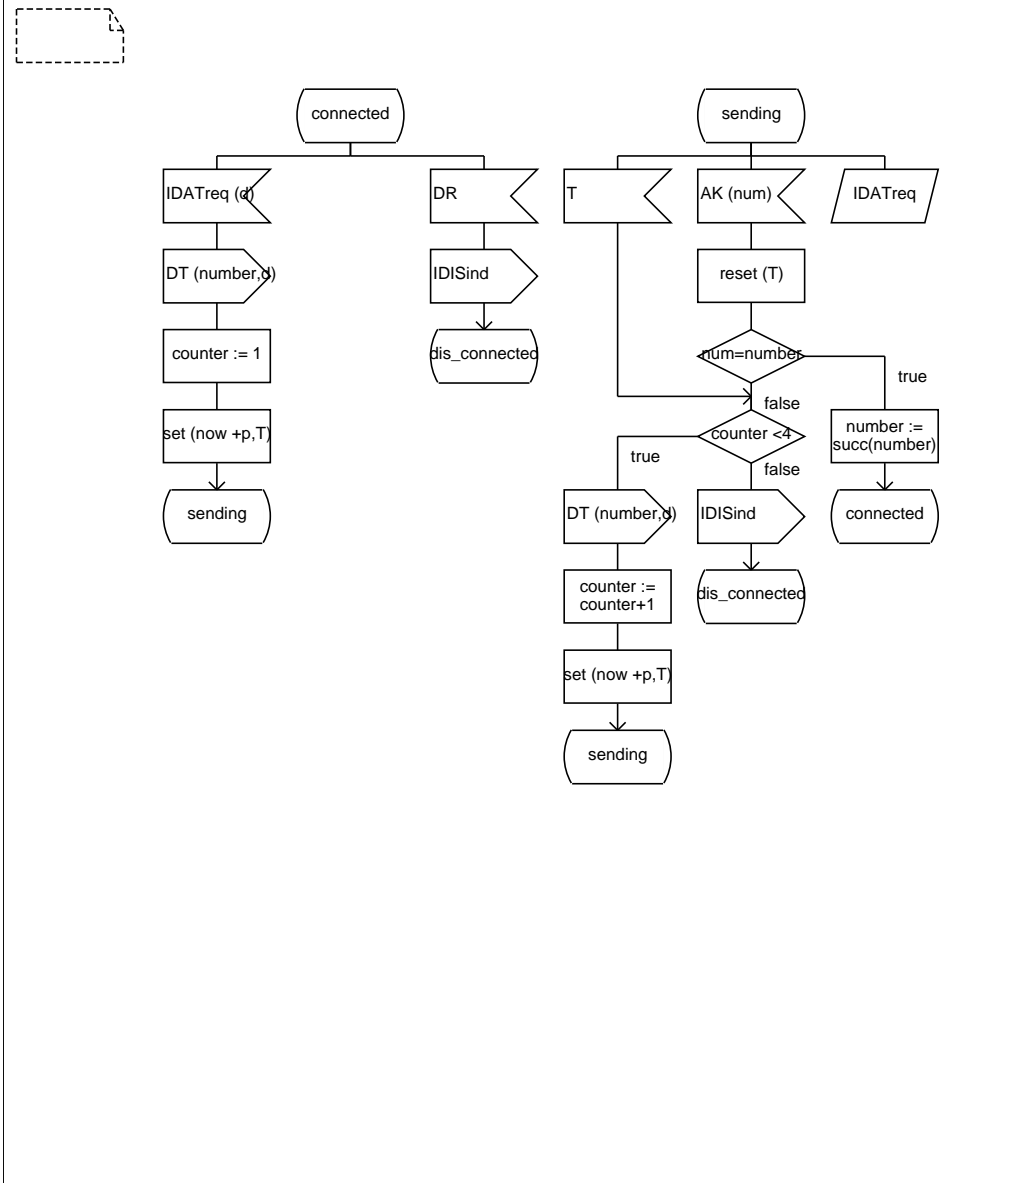 connected
sending
IDATreq (d)
DR
T
AK (num)
IDATreq
DT (number,d)
IDISind
reset (T)
counter := 1
dis_connected
num=number
true
false
set (now +p,T)
counter <4
number :=
succ(number)
true
false
sending
DT (number,d)
IDISind
connected
counter :=
counter+1
dis_connected
set (now +p,T)
sending